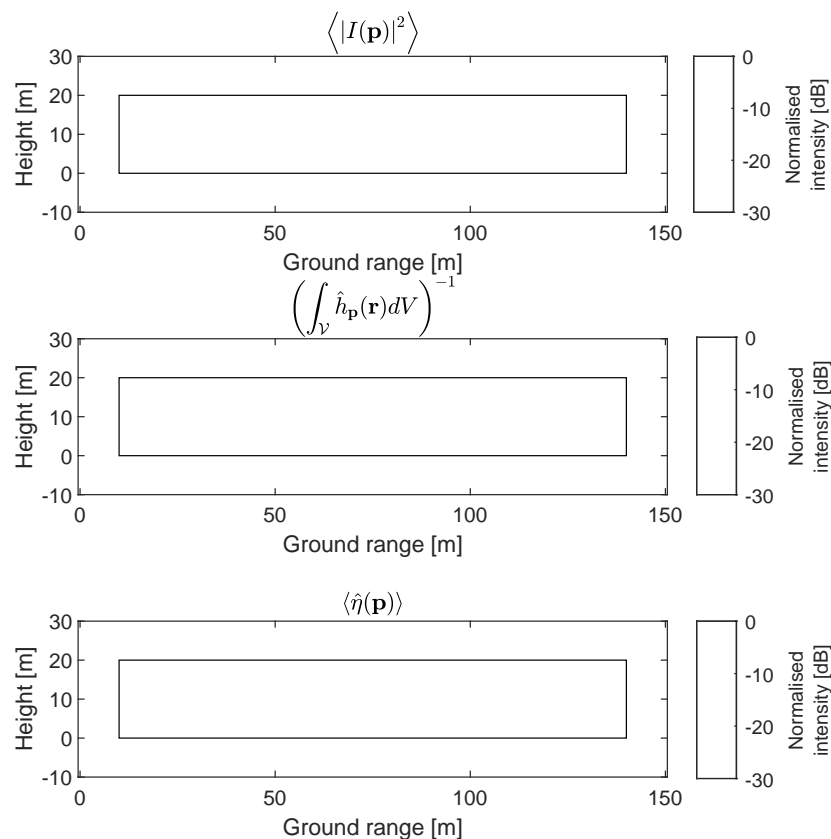 ⟨|I(p)|²⟩
30
20
10
0
-10
Height [m]
0 50 100 150
Ground range [m]
0
-10
-20
-30
Normalised
intensity [dB]
(∫_𝒱 ĥ_p(r)dV)⁻¹
30
20
10
0
-10
Height [m]
0 50 100 150
Ground range [m]
0
-10
-20
-30
Normalised
intensity [dB]
⟨η̂(p)⟩
30
20
10
0
-10
Height [m]
0 50 100 150
Ground range [m]
0
-10
-20
-30
Normalised
intensity [dB]